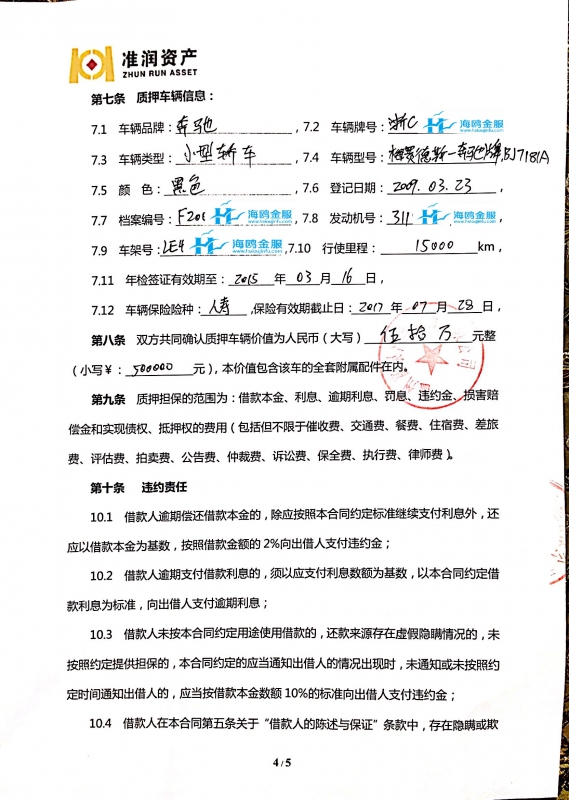 准润资产
ZHUN RUN ASSET
第七条 质押车辆信息：
7.1 车辆品牌：奔驰，7.2 车辆牌号：浙C 海鸥金服
7.3 车辆类型：小型轿车，7.4 车辆型号：梅赛德斯-奔驰牌BJ7181A
7.5 颜 色：黑色 7.6 登记日期：2009.03.23，
7.7 档案编号：F200 海鸥金服，7.8 发动机号：311 海鸥金服
7.9 车架号：LE4 海鸥金服，7.10 行使里程：15000 km，
7.11 年检签证有效期至：2015 年 03 月 16 日，
7.12 车辆保险险种：人寿，保险有效期截止日：2017 年 07 月 28 日，
第八条 双方共同确认质押车辆价值为人民币（大写） 伍拾万 元整
（小写￥：500000 元），本价值包含该车的全套附属配件在内。
第九条 质押担保的范围为：借款本金、利息、逾期利息、罚息、违约金、损害赔
偿金和实现债权、抵押权的费用（包括但不限于催收费、交通费、餐费、住宿费、差旅
费、评估费、拍卖费、公告费、仲裁费、诉讼费、保全费、执行费、律师费）。
第十条 违约责任
10.1 借款人逾期偿还借款本金的，除应按照本合同约定标准继续支付利息外，还
应以借款本金为基数，按照借款金额的2%向出借人支付违约金；
10.2 借款人逾期支付借款利息的，须以应支付利息数额为基数，以本合同约定借
款利息为标准，向出借人支付逾期利息；
10.3 借款人未按本合同约定用途使用借款的，还款来源存在虚假隐瞒情况的，未
按照约定提供担保的，本合同约定的应当通知出借人的情况出现时，未通知或未按照约
定时间通知出借人的，应当按借款本金数额10%的标准向出借人支付违约金；
10.4 借款人在本合同第五条关于“借款人的陈述与保证”条款中，存在隐瞒或欺
4 / 5